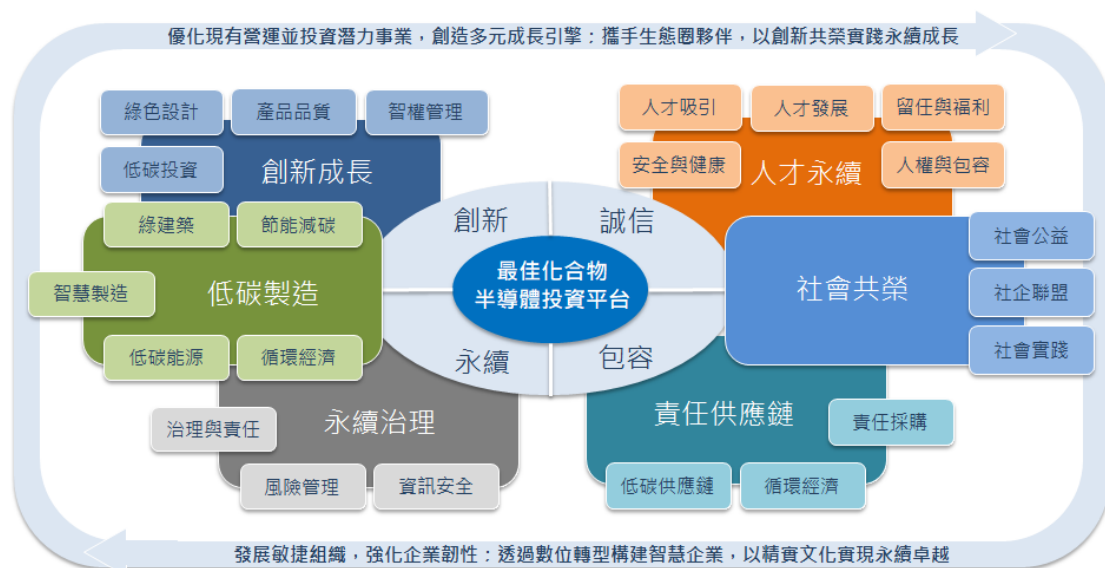 優化現有營運並投資潛力事業，創造多元成長引擎：攜手生態圈夥伴，以創新共榮實踐永續成長
綠色設計
產品品質
智權管理
低碳投資
創新成長
人才吸引
人才發展
留任與福利
安全與健康
人權與包容
人才永續
綠建築
節能減碳
智慧製造
低碳製造
低碳能源
循環經濟
創新
誠信
最佳化合物
半導體投資平台
永續
包容
社會共榮
社會公益
社企聯盟
社會實踐
永續治理
治理與責任
風險管理
資訊安全
責任供應鏈
責任採購
低碳供應鏈
循環經濟
發展敏捷組織，強化企業韌性：透過數位轉型構建智慧企業，以精實文化實現永續卓越